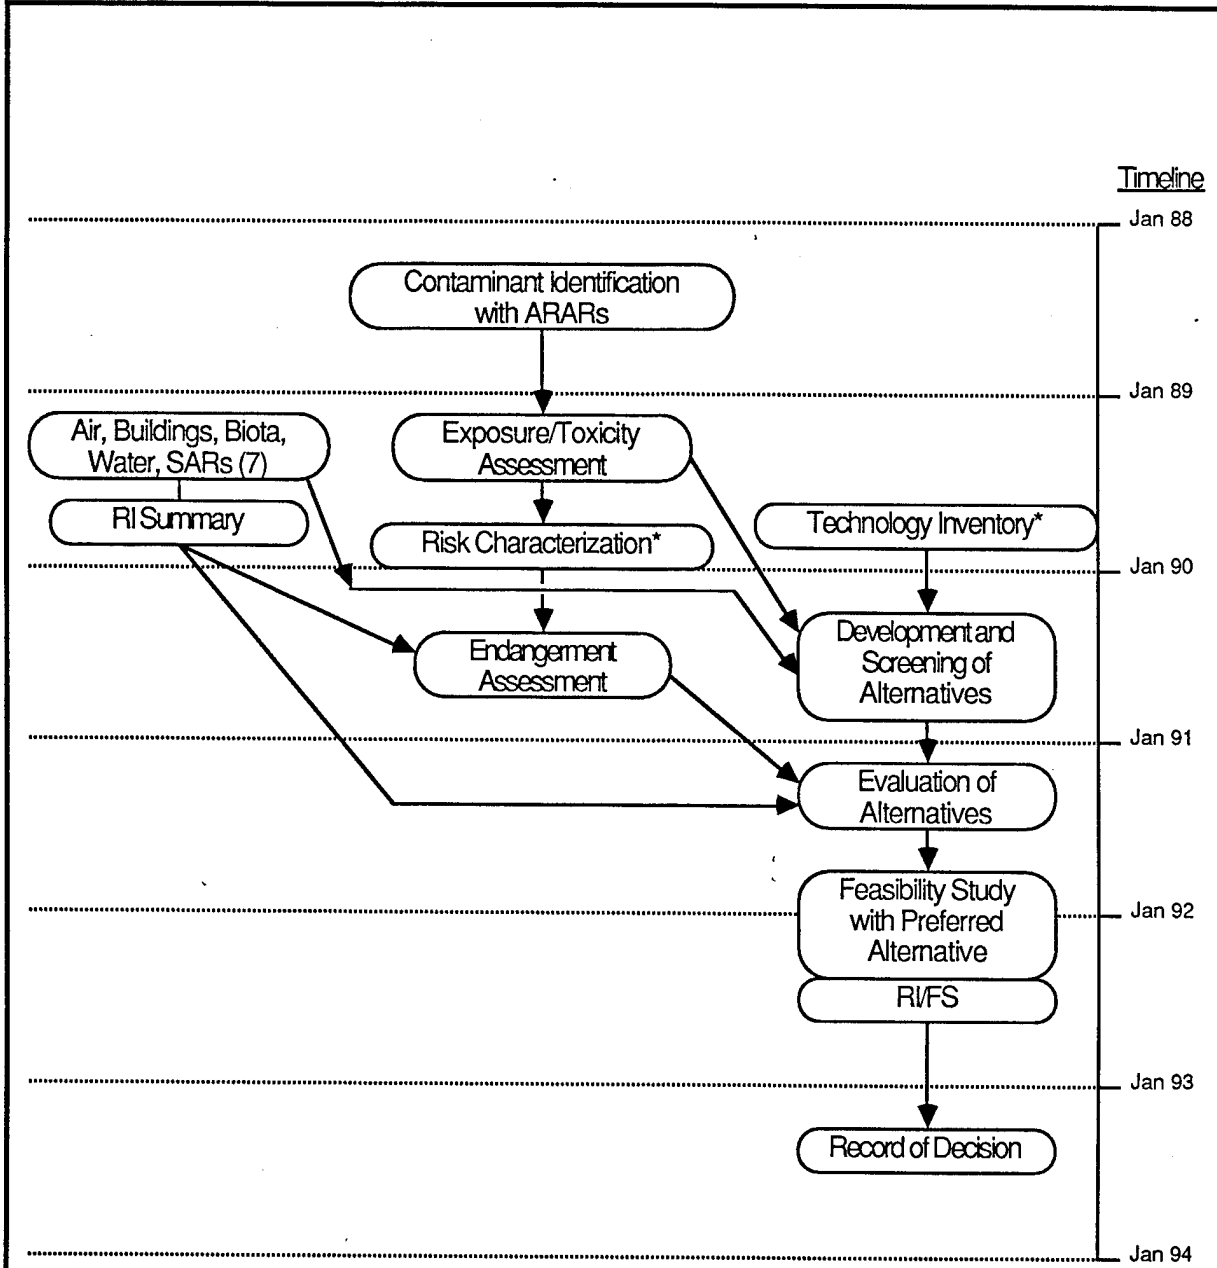 Timeline
Jan 88
Contaminant Identification
with ARARs
Jan 89
Air, Buildings, Biota,
Water, SARs (7)
Exposure/Toxicity
Assessment
RI Summary
Technology Inventory*
Risk Characterization*
Jan 90
Development and
Screening of
Alternatives
Endangerment
Assessment
Jan 91
Evaluation of
Alternatives
Feasibility Study
with Preferred
Alternative
Jan 92
RI/FS
Jan 93
Record of Decision
Jan 94